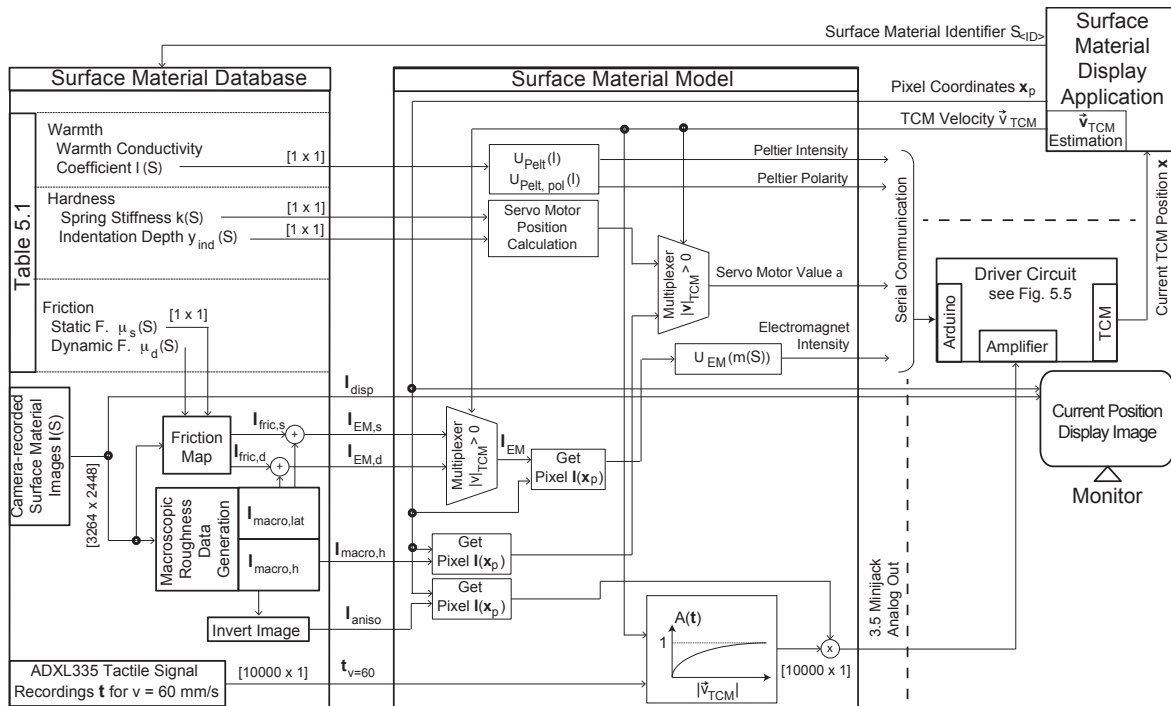 Surface Material Identifier S<ID>
Surface
Material
Display
Application
v⃗TCM
Estimation
Surface Material Database
Surface Material Model
Pixel Coordinates xp
TCM Velocity v⃗ TCM
Current TCM Position x
Table 5.1
Warmth
Warmth Conductivity
Coefficient l (S)
[1 x 1]
UPelt(l)
UPelt, pol(l)
Peltier Intensity
Peltier Polarity
Hardness
Spring Stiffness k(S)
[1 x 1]
Indentation Depth yind (S)
[1 x 1]
Servo Motor
Position
Calculation
Multiplexer
|v|TCM > 0
Servo Motor Value a
Serial Communication
Driver Circuit
see Fig. 5.5
Arduino
Amplifier
TCM
Friction
Static F. μs(S)
[1 x 1]
Dynamic F. μd(S)
Electromagnet
Intensity
UEM(m(S))
Camera-recorded
Surface Material
Images I(S)
[3264 x 2448]
Idisp
Friction
Map
Ifric,s
+
IEM,s
Ifric,d
+
IEM,d
Multiplexer
|v|TCM > 0
IEM
Get
Pixel I(xp)
Current Position
Display Image
Monitor
Macroscopic
Roughness
Data
Generation
Imacro,lat
Imacro,h
Imacro,h
Get
Pixel I(xp)
Get
Pixel I(xp)
Invert Image
Ianiso
3.5 Minijack
Analog Out
A(t)
1
|v⃗TCM|
x
[10000 x 1]
ADXL335 Tactile Signal
Recordings t for v = 60 mm/s
[10000 x 1]
tv=60